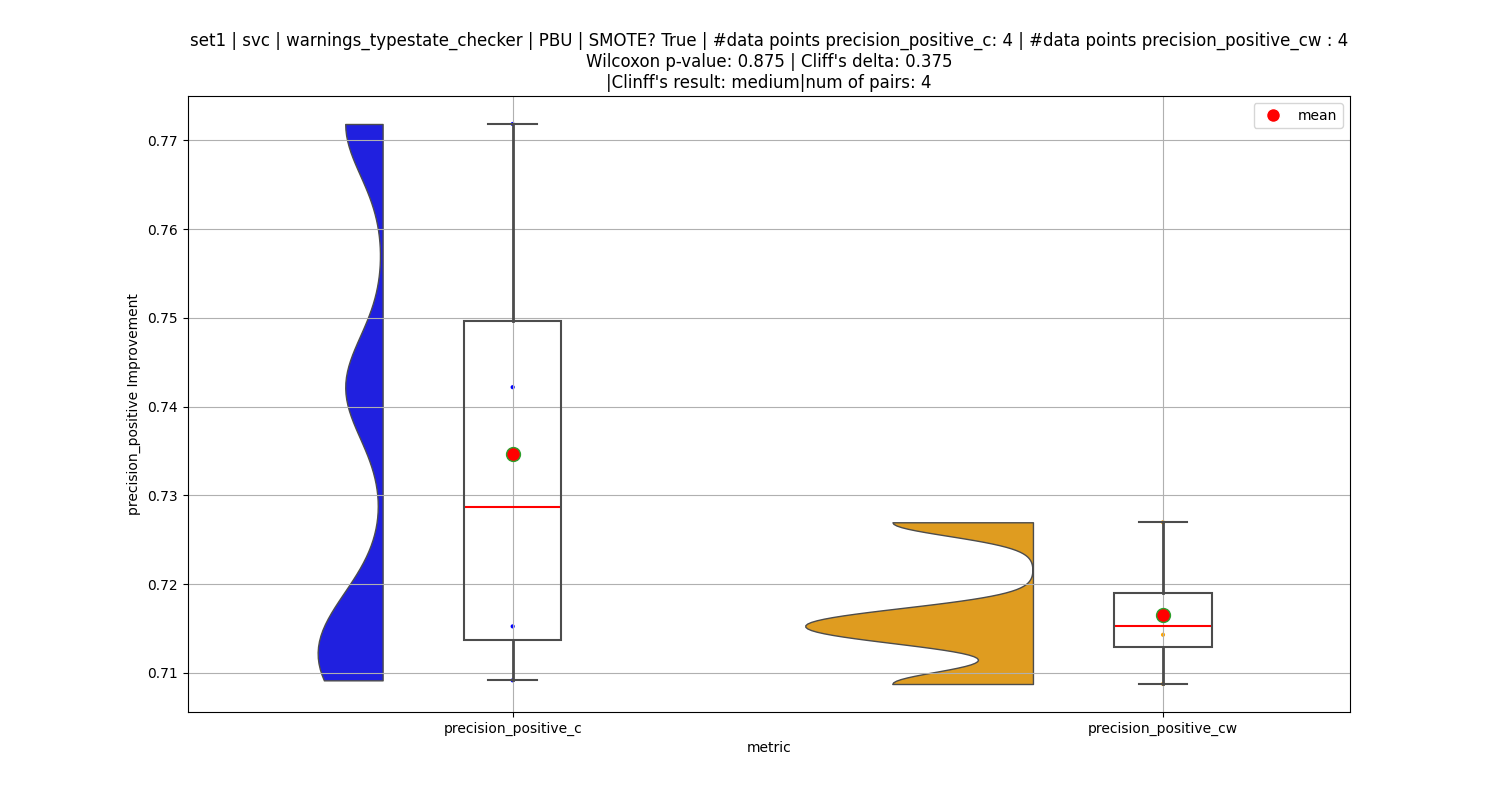 set1 | svc | warnings_typestate_checker | PBU | SMOTE? True | #data points precision_positive_c: 4 | #data points precision_positive_cw : 4
Wilcoxon p-value: 0.875 | Cliff's delta: 0.375
|Clinff's result: medium|num of pairs: 4
mean
0.77
0.76
0.75
0.74
0.73
0.72
0.71
precision_positive Improvement
precision_positive_c
precision_positive_cw
metric